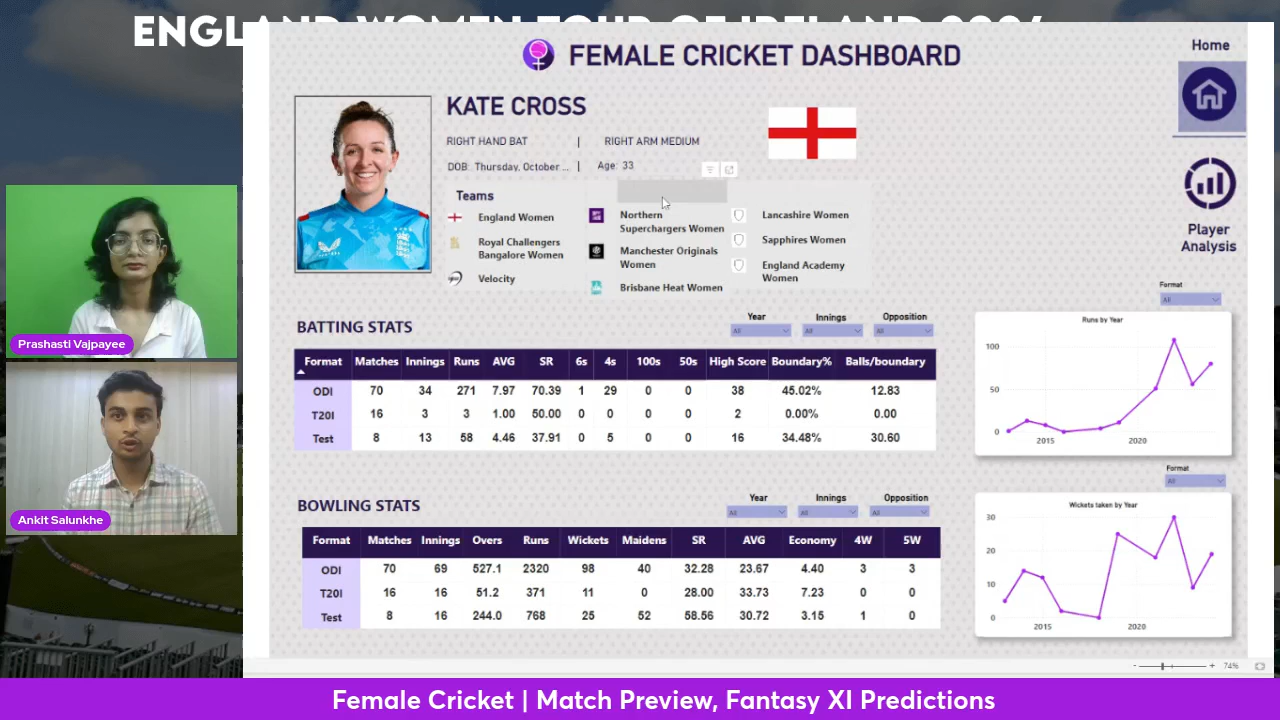 ENGLAND WOMEN TOUR OF IRELAND 2024
FEMALE CRICKET DASHBOARD
Home
KATE CROSS
RIGHT HAND BAT | RIGHT ARM MEDIUM
DOB: Thursday, October ... | Age: 33
Player
Analysis
Teams
England Women
Royal Challengers
Bangalore Women
Velocity
Northern
Superchargers Women
Manchester Originals
Women
Brisbane Heat Women
Lancashire Women
Sapphires Women
England Academy
Women
Prashasti Vajpayee
Ankit Salunkhe
BATTING STATS
Year Innings Opposition
All All All
Format Matches Innings Runs AVG SR 6s 4s 100s 50s High Score Boundary% Balls/boundary
ODI 70 34 271 7.97 70.39 1 29 0 0 38 45.02% 12.83
T20I 16 3 3 1.00 50.00 0 0 0 0 2 0.00% 0.00
Test 8 13 58 4.46 37.91 0 5 0 0 16 34.48% 30.60
Format
All
Runs by Year
100
50
0
2015 2020
BOWLING STATS
Year Innings Opposition
All All All
Format Matches Innings Overs Runs Wickets Maidens SR AVG Economy 4W 5W
ODI 70 69 527.1 2320 98 40 32.28 23.67 4.40 3 3
T20I 16 16 51.2 371 11 0 28.00 33.73 7.23 0 0
Test 8 16 244.0 768 25 52 58.56 30.72 3.15 1 0
Format
All
Wickets taken by Year
30
20
10
0
2015 2020
- + 74%
Female Cricket | Match Preview, Fantasy XI Predictions